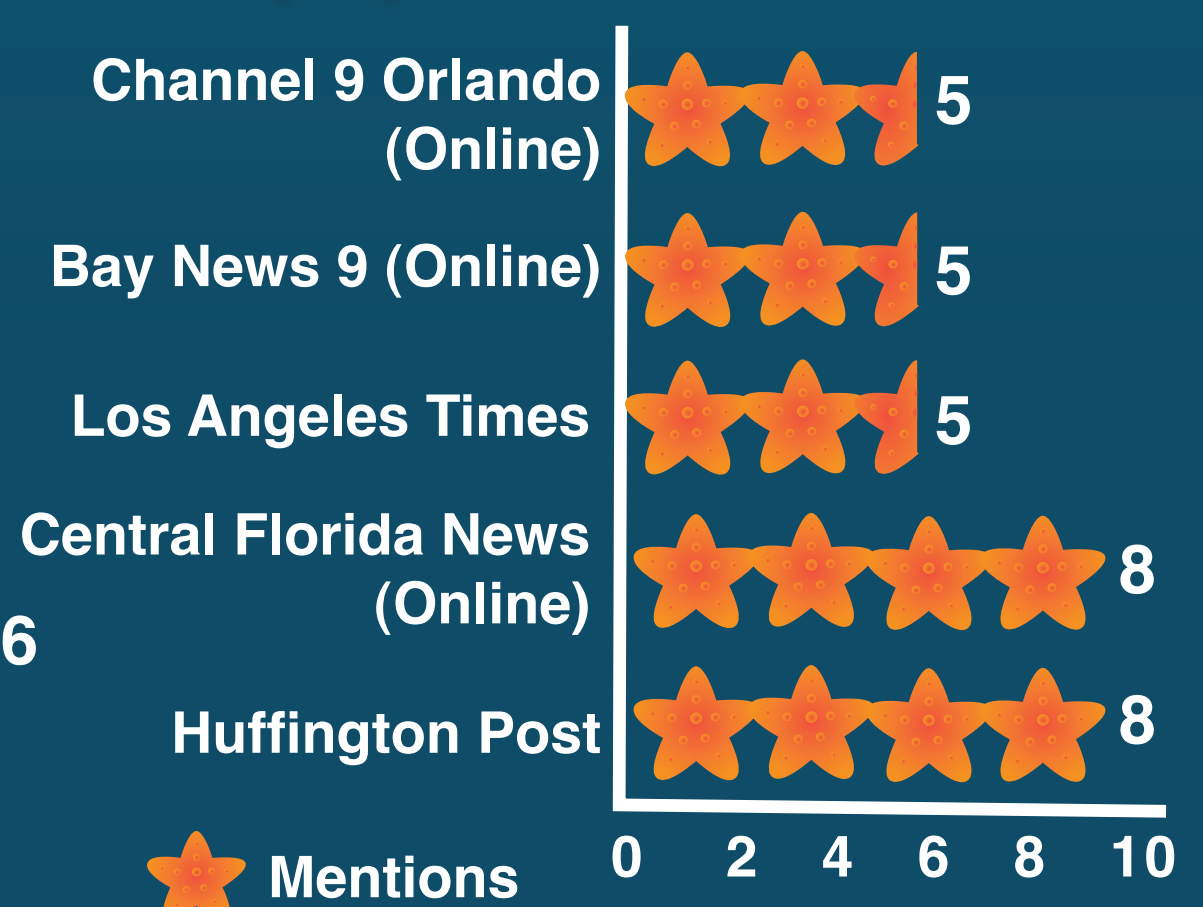 Channel 9 Orlando
(Online)
5
Bay News 9 (Online)
5
Los Angeles Times
5
Central Florida News
(Online)
8
6
Huffington Post
8
0 2 4 6 8 10
Mentions